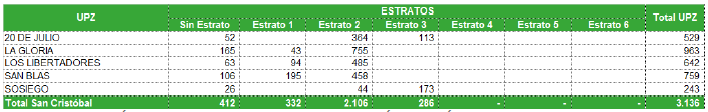 UPZ ESTRATOS Total UPZ
Sin Estrato Estrato 1 Estrato 2 Estrato 3 Estrato 4 Estrato 5 Estrato 6
20 DE JULIO 52 364 113 529
LA GLORIA 165 43 755 963
LOS LIBERTADORES 63 94 485 642
SAN BLAS 106 195 458 759
SOSIEGO 26 44 173 243
Total San Cristóbal 412 332 2.106 286 - - - 3.136